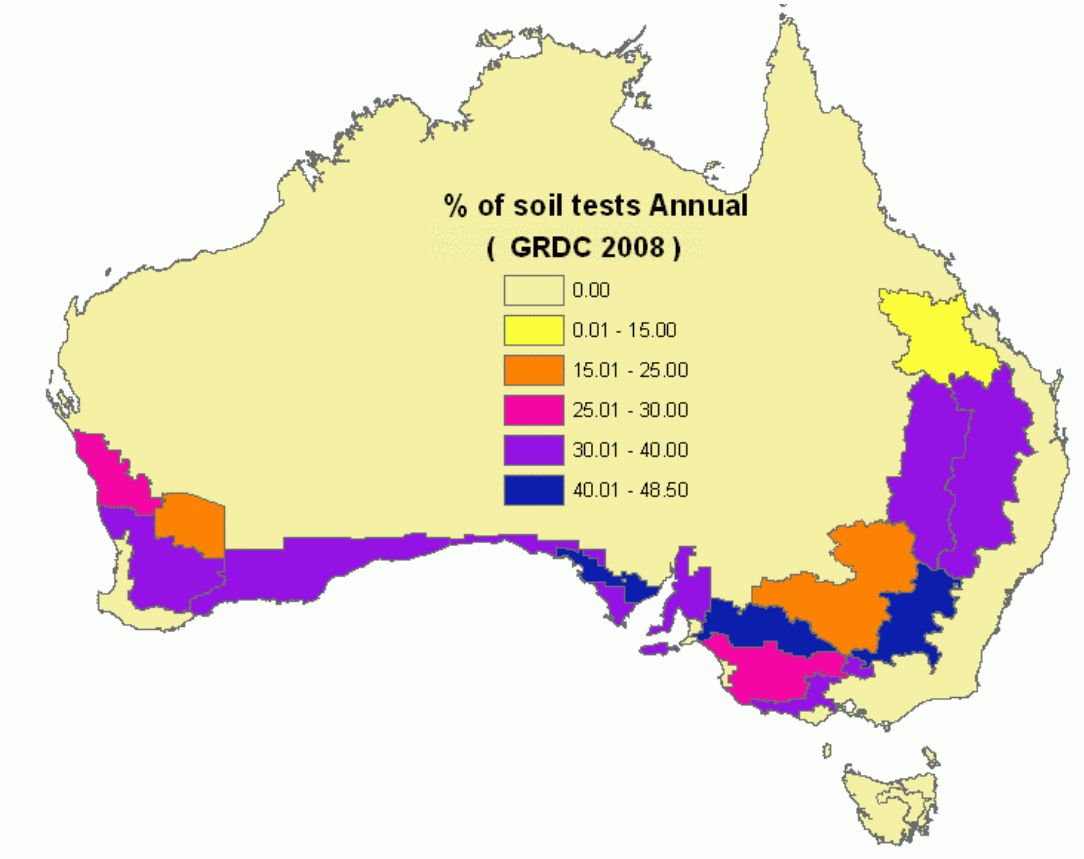 % of soil tests Annual
( GRDC 2008 )
0.00
0.01 - 15.00
15.01 - 25.00
25.01 - 30.00
30.01 - 40.00
40.01 - 48.50